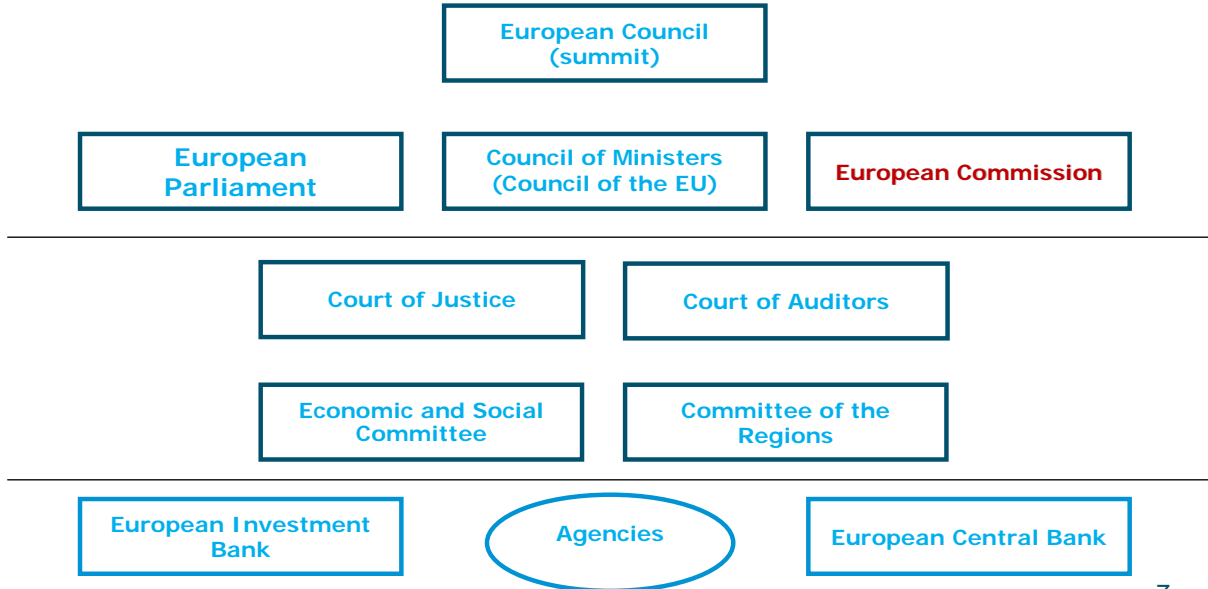 European Council
(summit)
European
Parliament
Council of Ministers
(Council of the EU)
European Commission
Court of Justice
Court of Auditors
Economic and Social
Committee
Committee of the
Regions
European Investment
Bank
Agencies
European Central Bank